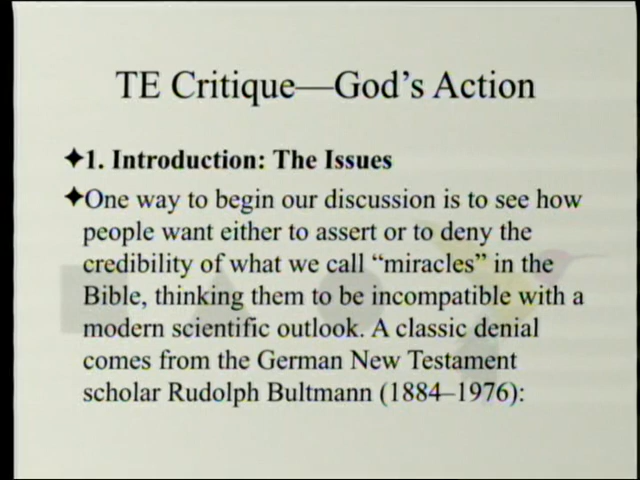 TE Critique—God's Action
✦1. Introduction: The Issues
✦One way to begin our discussion is to see how
people want either to assert or to deny the
credibility of what we call “miracles” in the
Bible, thinking them to be incompatible with a
modern scientific outlook. A classic denial
comes from the German New Testament
scholar Rudolph Bultmann (1884–1976):